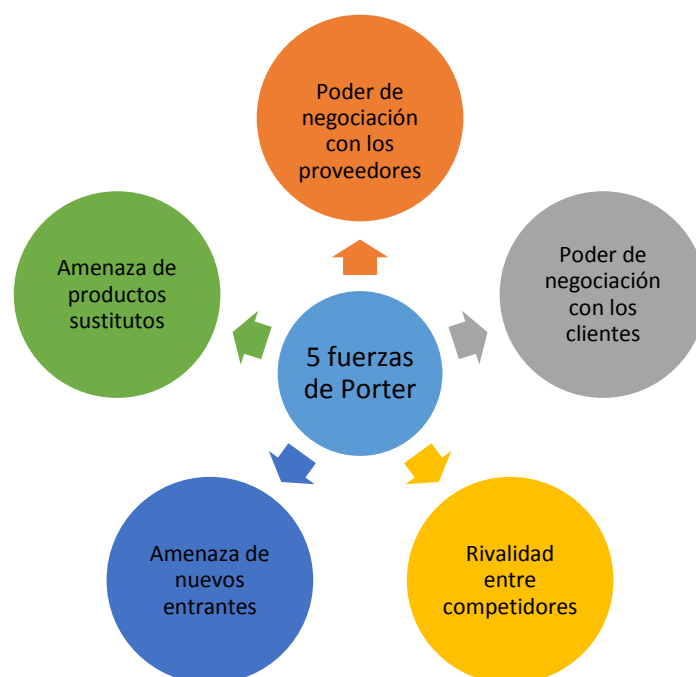 Poder de
negociación
con los
proveedores
Amenaza de
productos
sustitutos
Poder de
negociación
con los
clientes
5 fuerzas
de Porter
Amenaza de
nuevos
entrantes
Rivalidad
entre
competidores